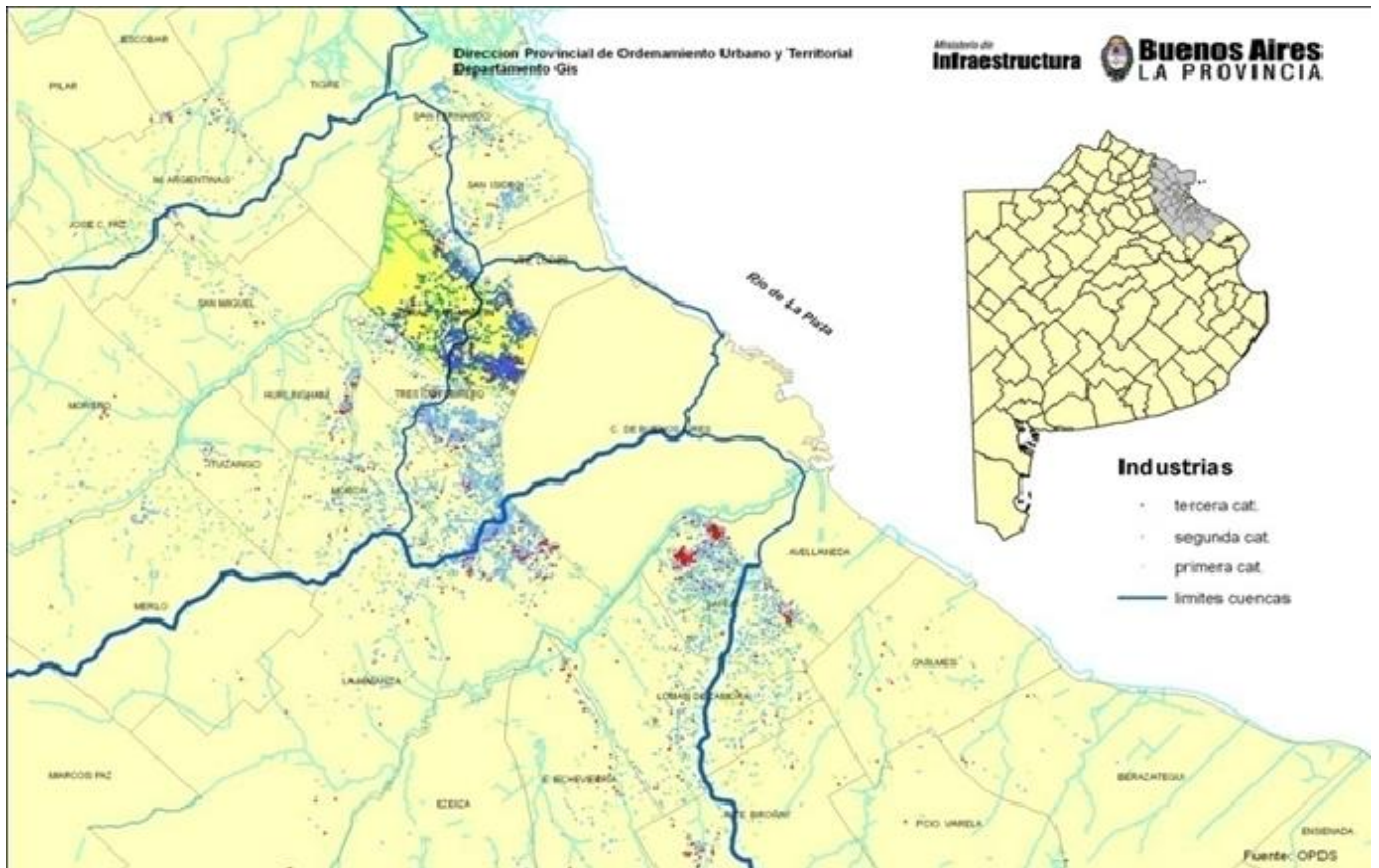 Direccion Provincial de Ordenamiento Urbano y Territorial
Departamento Gis
Ministerio de
Infraestructura
Buenos Aires
LA PROVINCIA
ESCOBAR
PILAR
TIGRE
SAN FERNANDO
M. ARGENTINAS
SAN ISIDRO
JOSE C. PAZ
SAN MIGUEL
Rio de La Plata
HURLINGHAM
TRES DE FEBRERO
MORENO
C. DE BUENOS AIRES
ITUZAINGO
MORON
Industrias
tercera cat.
segunda cat
primera cat.
limites cuencas
AVELLANEDA
MERLO
LA MATANZA
LOMAS DE ZAMORA
QUILMES
MARCOS PAZ
E. ECHEVERRIA
BERAZATEGUI
EZEIZA
ALTE. BROWN
FCIO. VARELA
ENSENADA
Fuente: OPDS